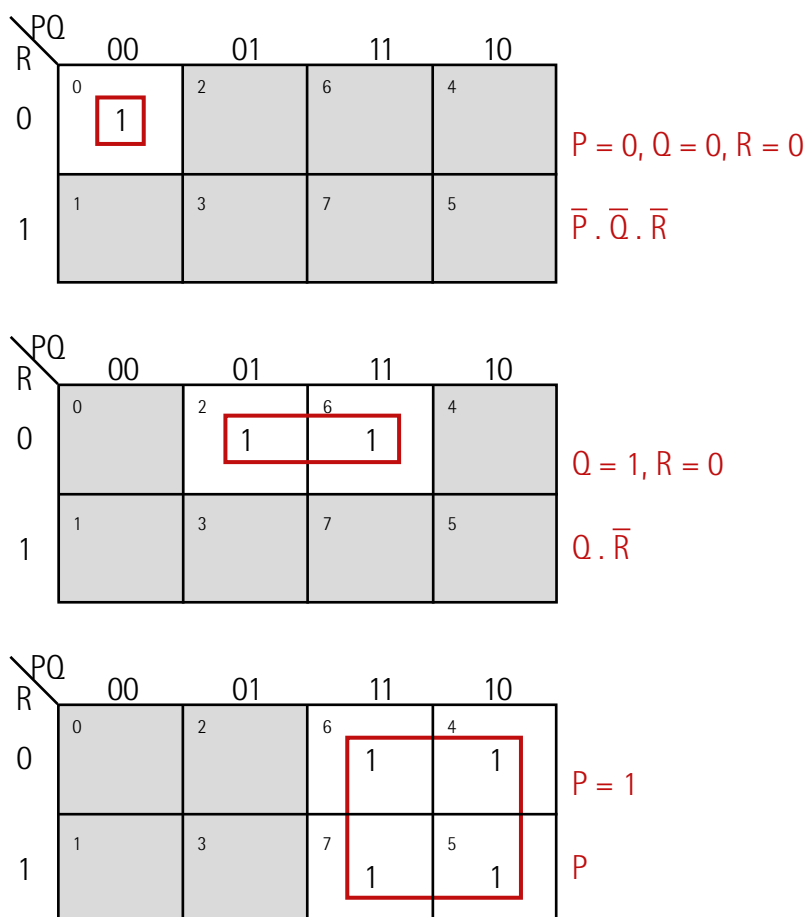 PQ
R 00 01 11 10
0 2 6 4
0 1
P = 0, Q = 0, R = 0
1 3 7 5
1
P̅ . Q̅ . R̅
PQ
R 00 01 11 10
0 2 6 4
0 1 1
Q = 1, R = 0
1 3 7 5
1
Q . R̅
PQ
R 00 01 11 10
0 2 6 4
0 1 1
P = 1
1 3 7 5
1 1 1
P